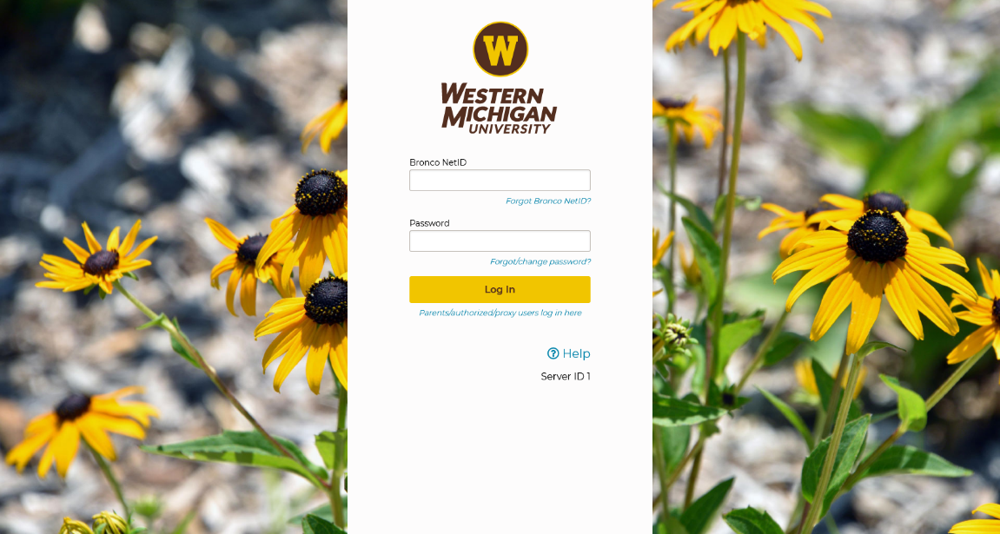 W
WESTERN
MICHIGAN
UNIVERSITY
Bronco NetID
Forgot Bronco NetID?
Password
Forgot/change password?
Log In
Parents/authorized/proxy users log in here
Help
Server ID 1